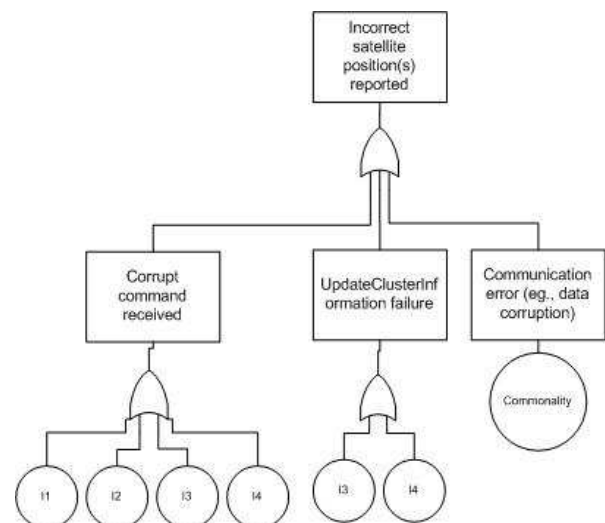 Incorrect
satellite
position(s)
reported
Corrupt
command
received
UpdateClusterInf
ormation failure
Communication
error (eg., data
corruption)
Commonality
I1
I2
I3
I4
I3
I4